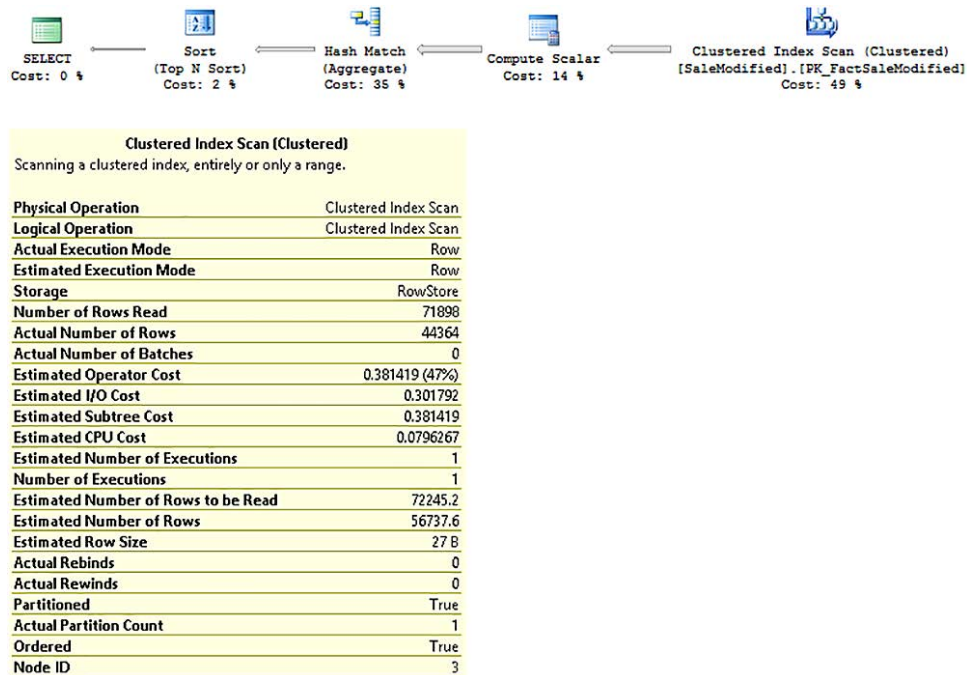 SELECT
Cost: 0 %
Sort
(Top N Sort)
Cost: 2 %
Hash Match
(Aggregate)
Cost: 35 %
Compute Scalar
Cost: 14 %
Clustered Index Scan (Clustered)
[SaleModified].[PK_FactSaleModified]
Cost: 49 %
Clustered Index Scan (Clustered)
Scanning a clustered index, entirely or only a range.
Physical Operation Clustered Index Scan
Logical Operation Clustered Index Scan
Actual Execution Mode Row
Estimated Execution Mode Row
Storage RowStore
Number of Rows Read 71898
Actual Number of Rows 44364
Actual Number of Batches 0
Estimated Operator Cost 0.381419 (47%)
Estimated I/O Cost 0.301792
Estimated Subtree Cost 0.381419
Estimated CPU Cost 0.0796267
Estimated Number of Executions 1
Number of Executions 1
Estimated Number of Rows to be Read 72245.2
Estimated Number of Rows 56737.6
Estimated Row Size 27 B
Actual Rebinds 0
Actual Rewinds 0
Partitioned True
Actual Partition Count 1
Ordered True
Node ID 3